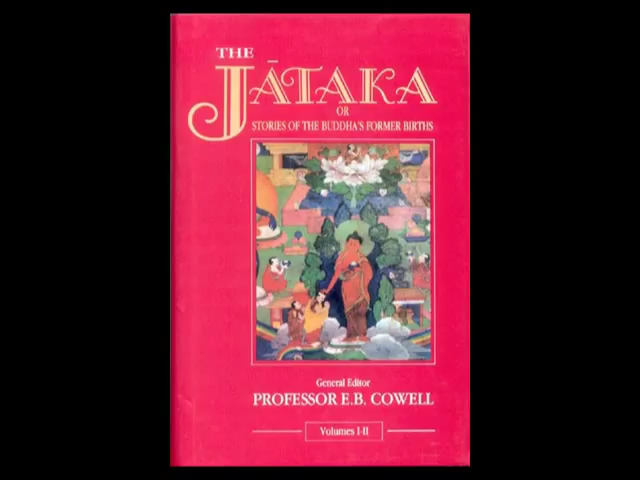 THE
JĀTAKA
OR
STORIES OF THE BUDDHA'S FORMER BIRTHS
General Editor
PROFESSOR E.B. COWELL
Volumes I-II